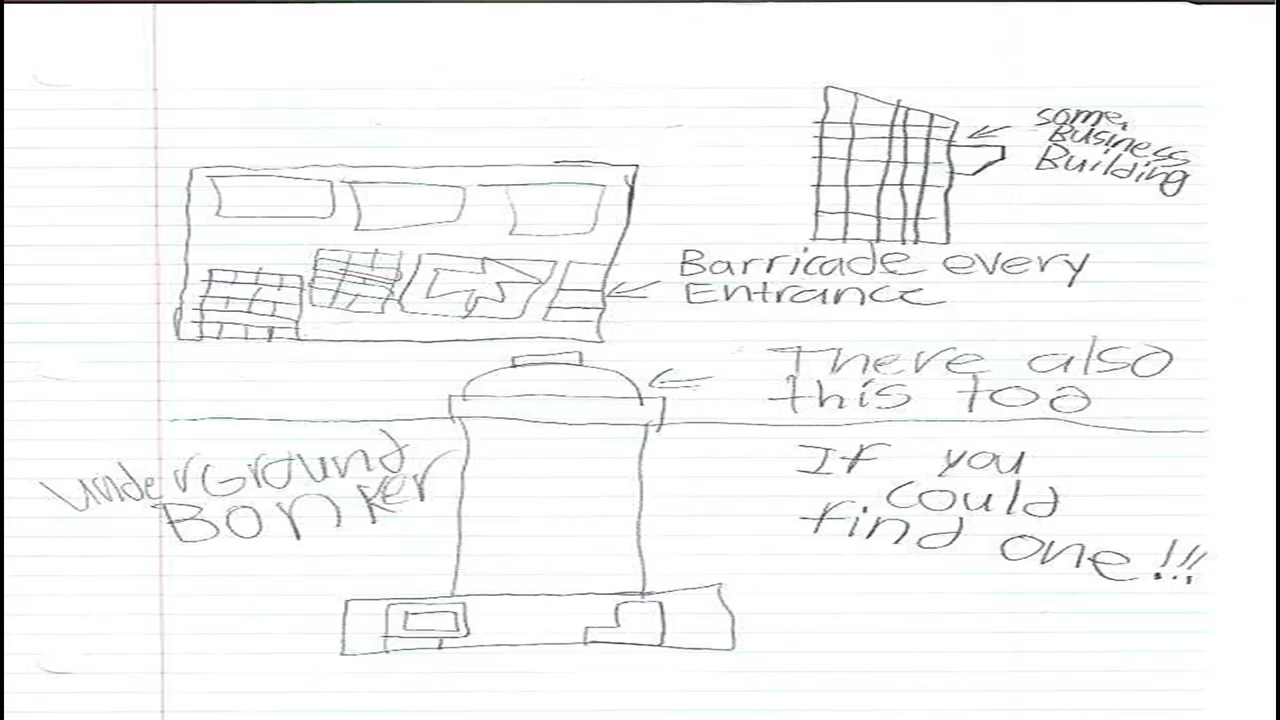 some,
Business
Building
Barricade every
Entrance
There also
this too
UnderGround
Bonker
If you
could
find one!!!